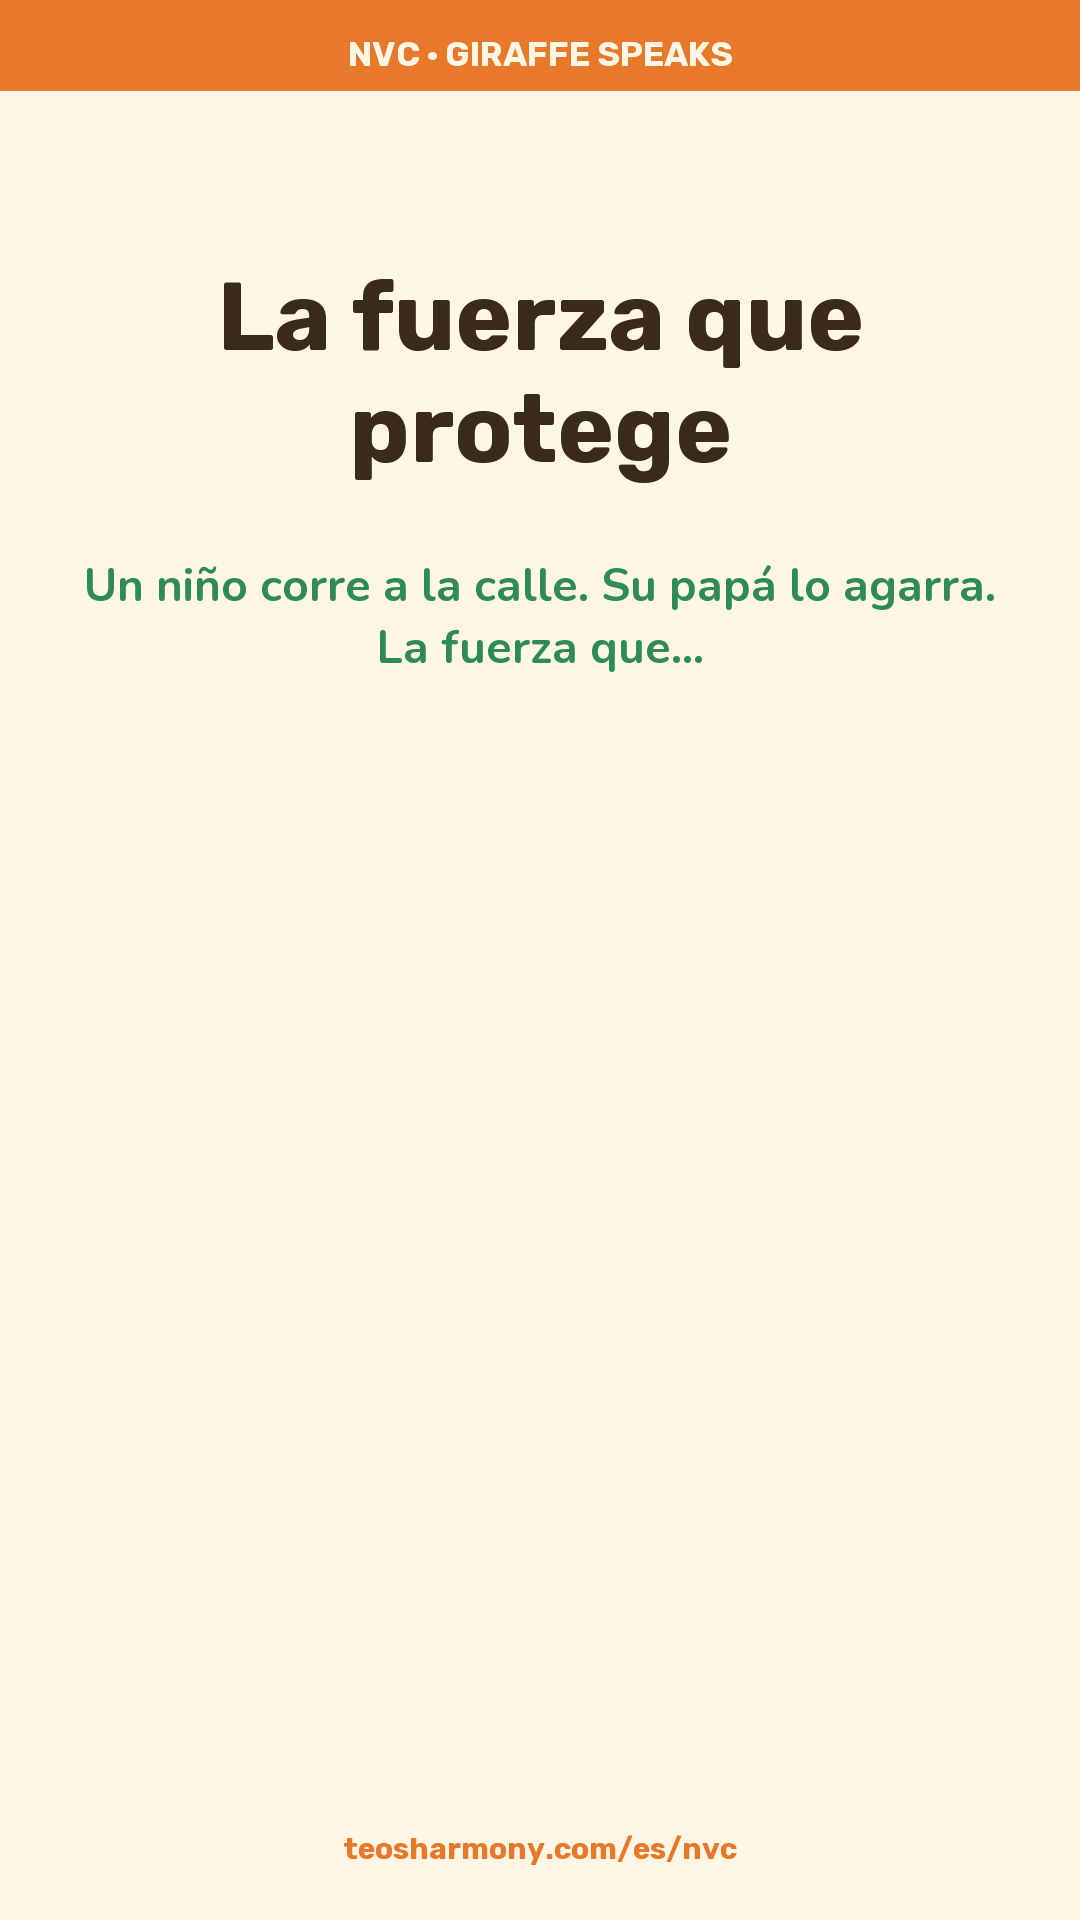 NVC • GIRAFFE SPEAKS
La fuerza que
protege
Un niño corre a la calle. Su papá lo agarra.
La fuerza que...
teosharmony.com/es/nvc